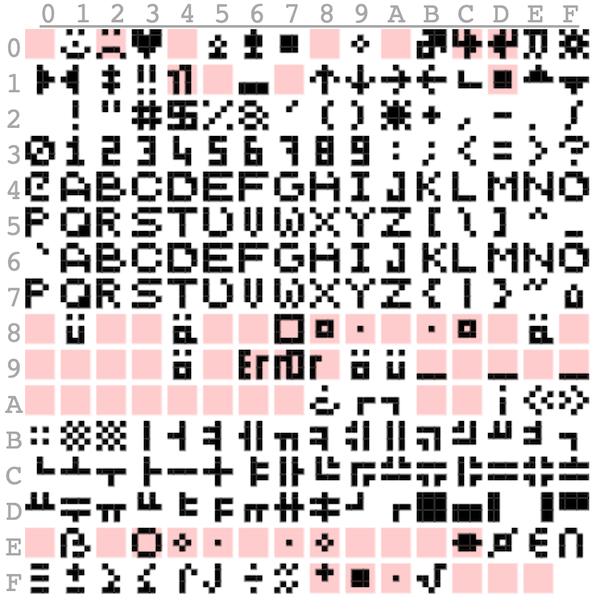 0 1 2 3 4 5 6 7 8 9 A B C D E F
0 ☺ ☹ ♥ ♫ ☼
1 ► ◄ ↕ ‼ ▬ ↑ ↓ → ← ∟ ▲ ▼
2 ! " # $ % ' ( ) * + , - . /
3 0 1 2 3 4 5 6 7 8 9 : ; < = > ?
4 @ A B C D E F G H I J K L M N O
5 P Q R S T U V W X Y Z [ \ ] ^ _
6 ` A B C D E F G H I J K L M N O
7 P Q R S T U V W X Y Z { | } ~ ⌂
8 ü ä ä
9 ä Error ä ü
A ¿ ┌ ┐ ¡ « »
B ░ ▒ ▓ │ ┤ ╡ ╢ ╖ ╕ ╣ ║ ╗ ╝ ╜ ╛ ┐
C └ ┴ ┬ ├ ─ ┼ ╞ ╟ ╚ ╔ ╩ ╦ ╠ ═ ╬ ╧
D ╨ ╤ ╥ ╙ ╘ ╒ ╓ ╫ ╪ ┘ ┌ █ ▄ ▌ ▐ ▀
E ß ε ∩
F ≡ ± ≥ ≤ ⌠ ⌡ ÷ ≈ ■ · √